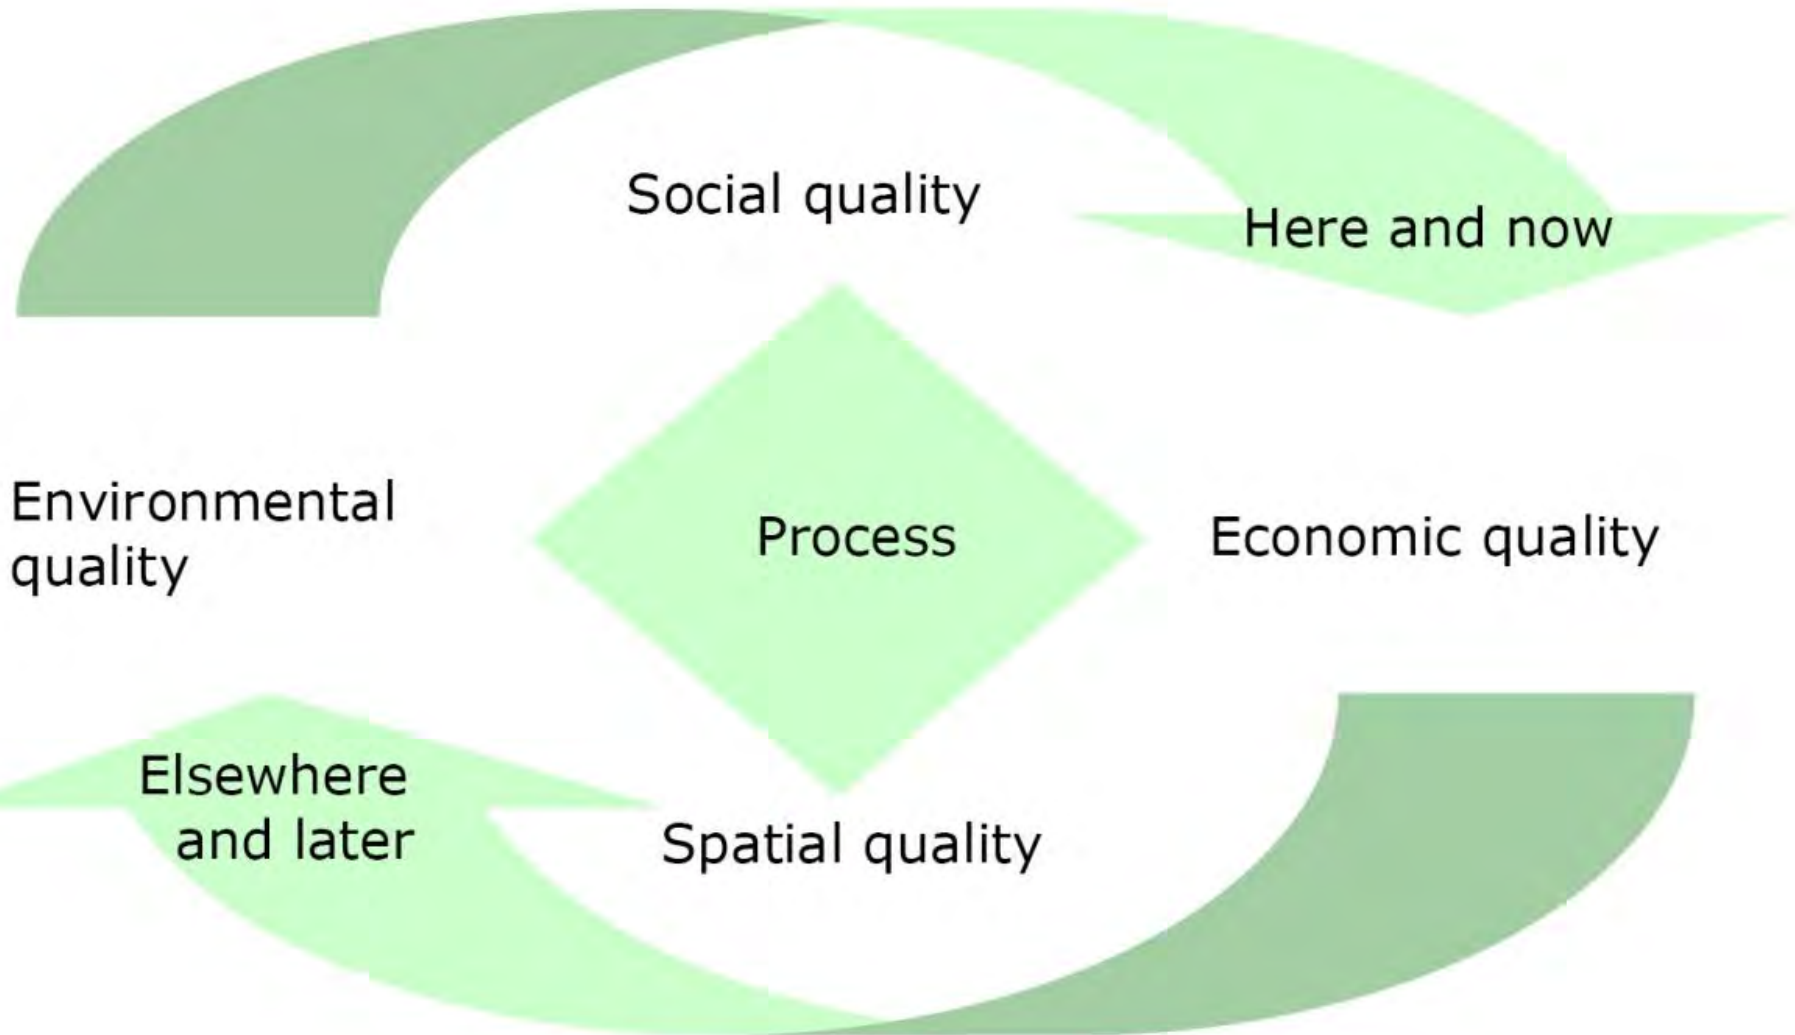 Social quality
Here and now
Environmental
quality
Process
Economic quality
Elsewhere
and later
Spatial quality